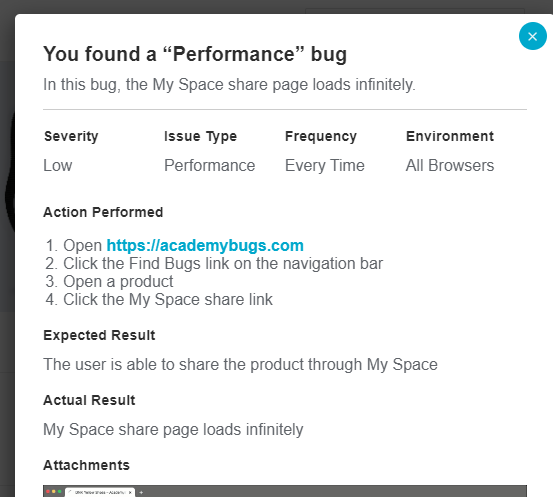 You found a “Performance” bug
In this bug, the My Space share page loads infinitely.
Severity Issue Type Frequency Environment
Low Performance Every Time All Browsers
Action Performed
1. Open https://academybugs.com
2. Click the Find Bugs link on the navigation bar
3. Open a product
4. Click the My Space share link
Expected Result
The user is able to share the product through My Space
Actual Result
My Space share page loads infinitely
Attachments